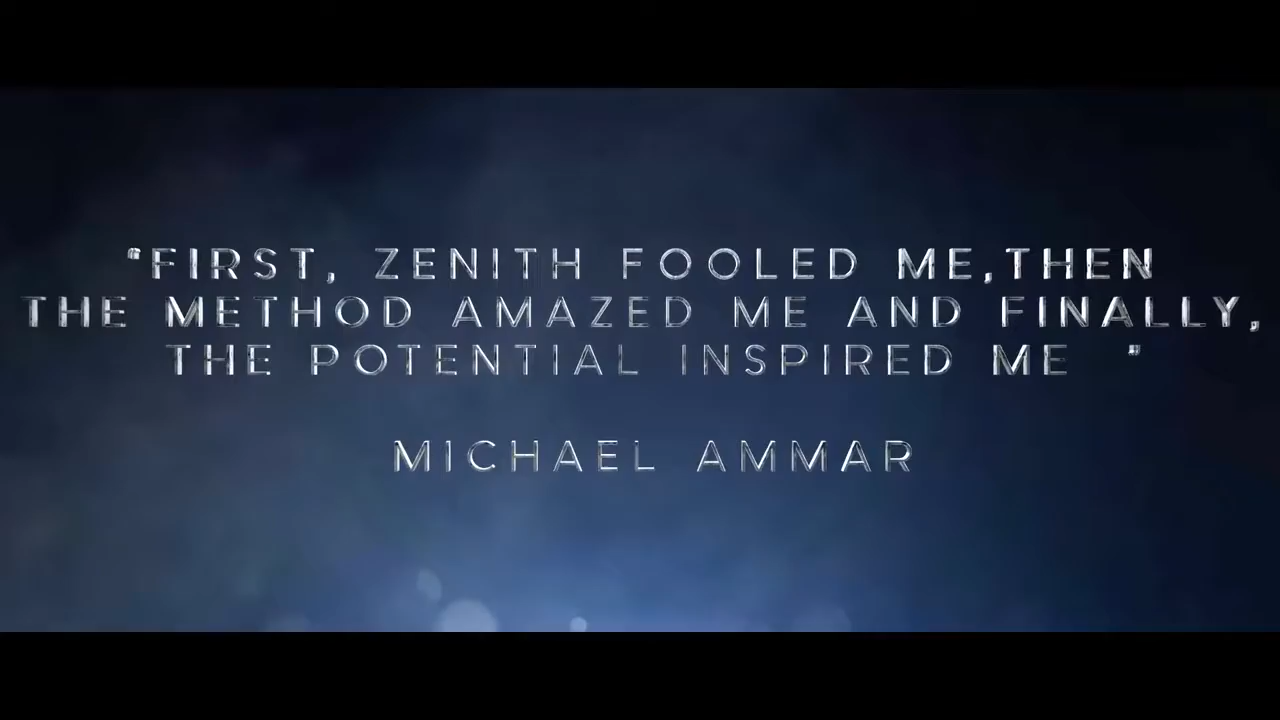 "FIRST, ZENITH FOOLED ME,THEN
THE METHOD AMAZED ME AND FINALLY,
THE POTENTIAL INSPIRED ME "
MICHAEL AMMAR